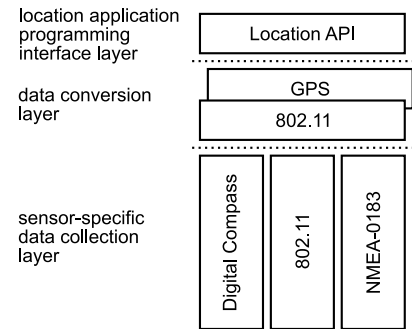 location application
programming
interface layer
Location API
data conversion
layer
GPS
802.11
sensor-specific
data collection
layer
Digital Compass
802.11
NMEA-0183